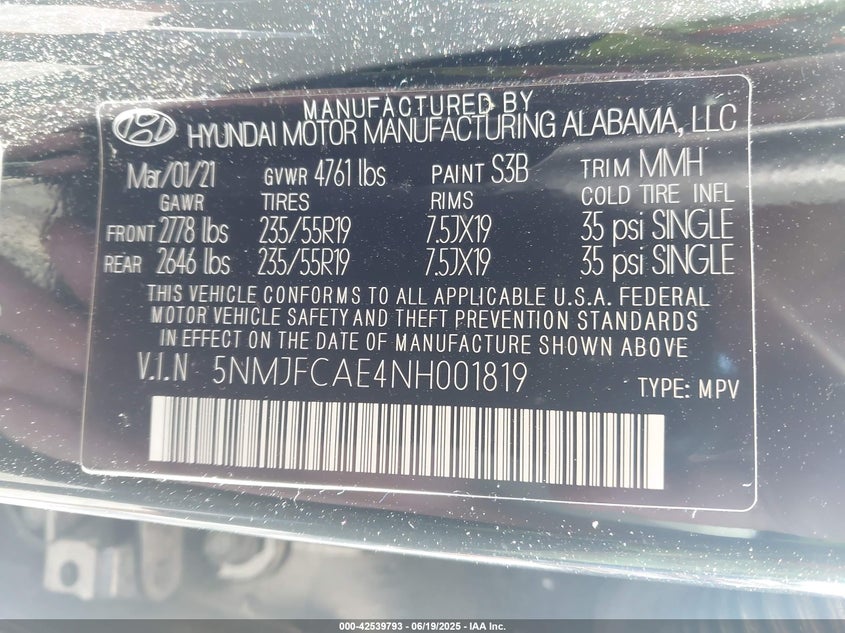 MANUFACTURED BY
HYUNDAI MOTOR MANUFACTURING ALABAMA, LLC
Mar/01/21 GVWR 4761 lbs PAINT S3B TRIM MMH
GAWR TIRES RIMS COLD TIRE INFL
FRONT 2778 lbs 235/55R19 7.5JX19 35 psi SINGLE
REAR 2646 lbs 235/55R19 7.5JX19 35 psi SINGLE
THIS VEHICLE CONFORMS TO ALL APPLICABLE U.S.A. FEDERAL
MOTOR VEHICLE SAFETY AND THEFT PREVENTION STANDARDS
IN EFFECT ON THE DATE OF MANUFACTURE SHOWN ABOVE.
V.I.N 5NMJFCAE4NH001819 TYPE: MPV
000-42539793 - 06/19/2025 - IAA Inc.